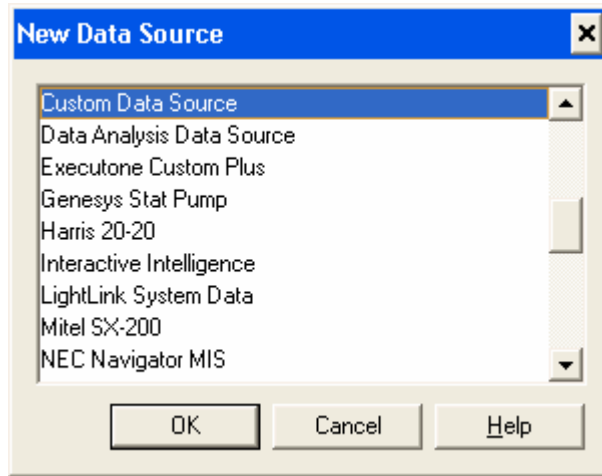 New Data Source
Custom Data Source
Data Analysis Data Source
Executone Custom Plus
Genesys Stat Pump
Harris 20-20
Interactive Intelligence
LightLink System Data
Mitel SX-200
NEC Navigator MIS
OK Cancel Help